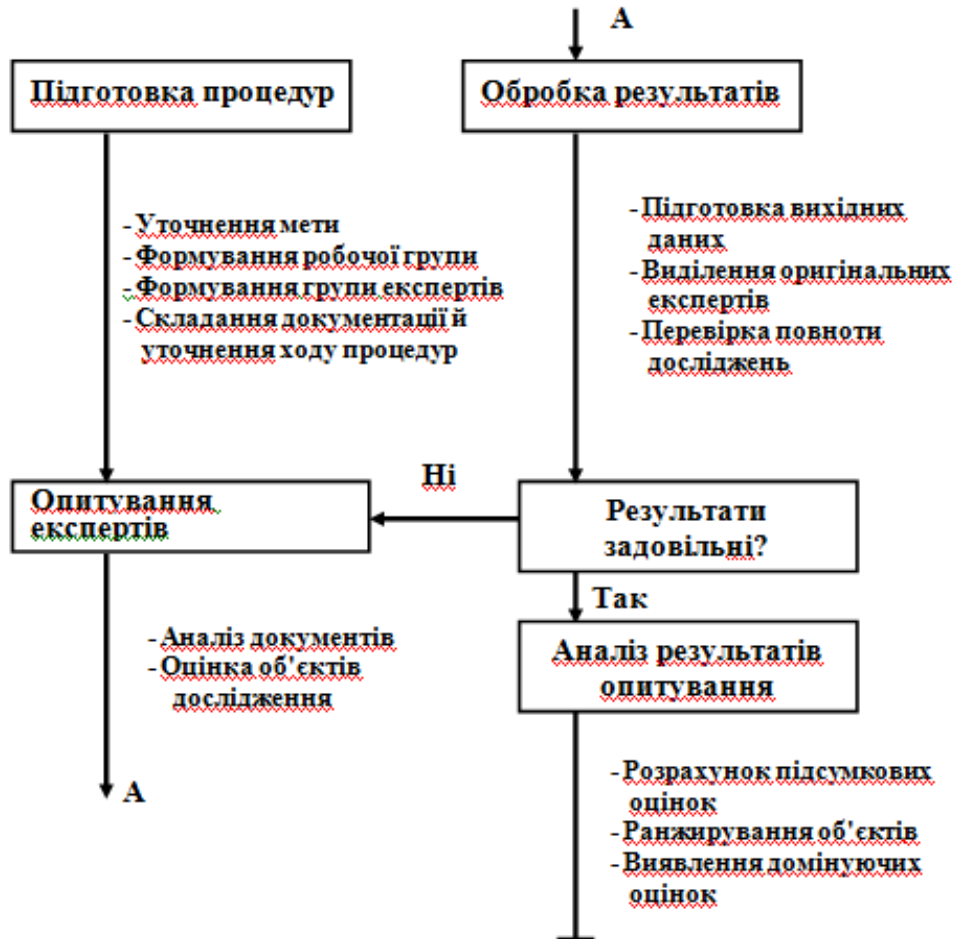 Підготовка процедур
- Уточнення мети
- Формування робочої групи
- Формування групи експертів
- Складання документації й
уточнення ходу процедур
Опитування
експертів
- Аналіз документів
- Оцінка об'єктів
дослідження
А
А
Обробка результатів
- Підготовка вихідних
даних
- Виділення оригінальних
експертів
- Перевірка повноти
досліджень
Ні
Результати
задовільні?
Так
Аналіз результатів
опитування
- Розрахунок підсумкових
оцінок
- Ранжирування об'єктів
- Виявлення домінуючих
оцінок